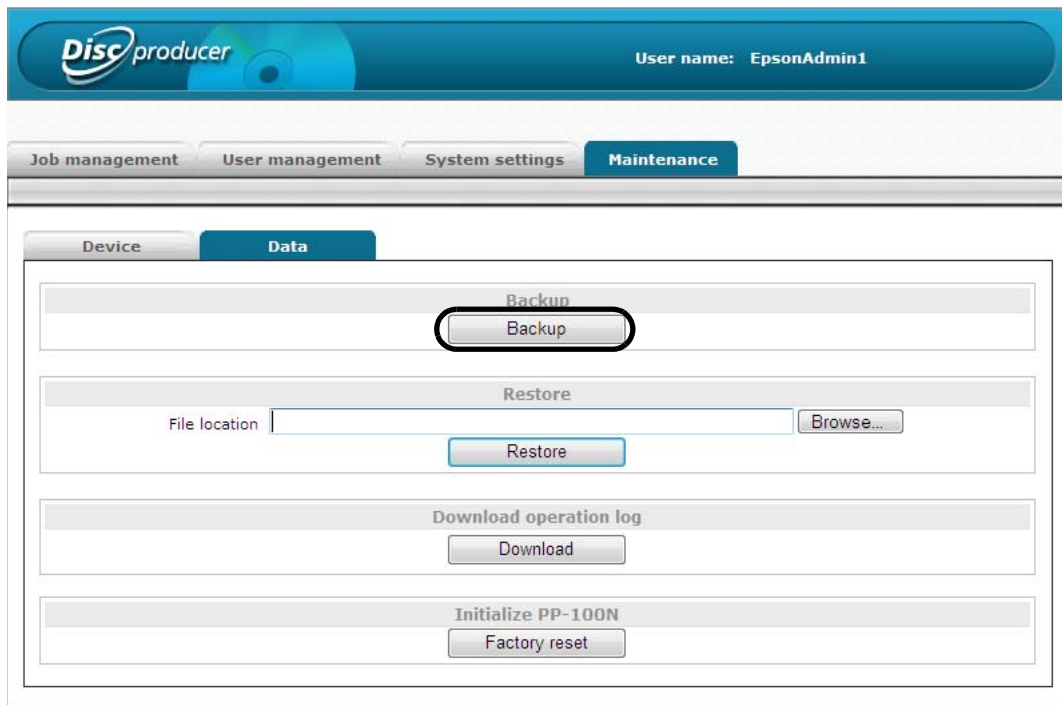 Disc producer
User name: EpsonAdmin1
Job management User management System settings Maintenance
Device Data
Backup
Backup
Restore
File location Browse...
Restore
Download operation log
Download
Initialize PP-100N
Factory reset